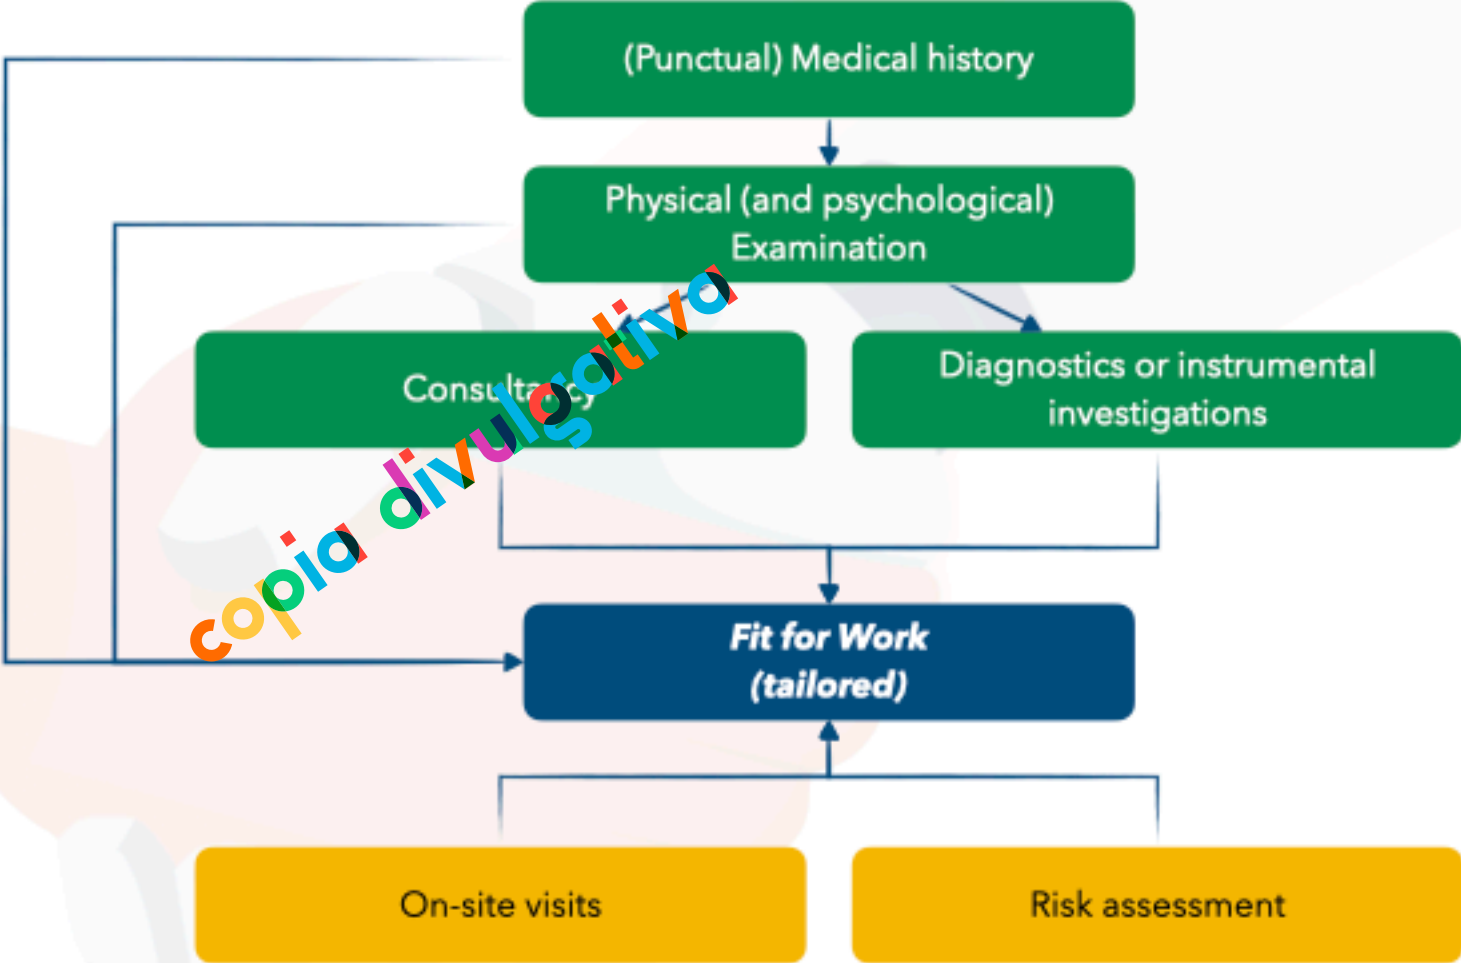 (Punctual) Medical history
Physical (and psychological)
Examination
Consultancy
Diagnostics or instrumental
investigations
copia divulgativa
Fit for Work
(tailored)
On-site visits
Risk assessment